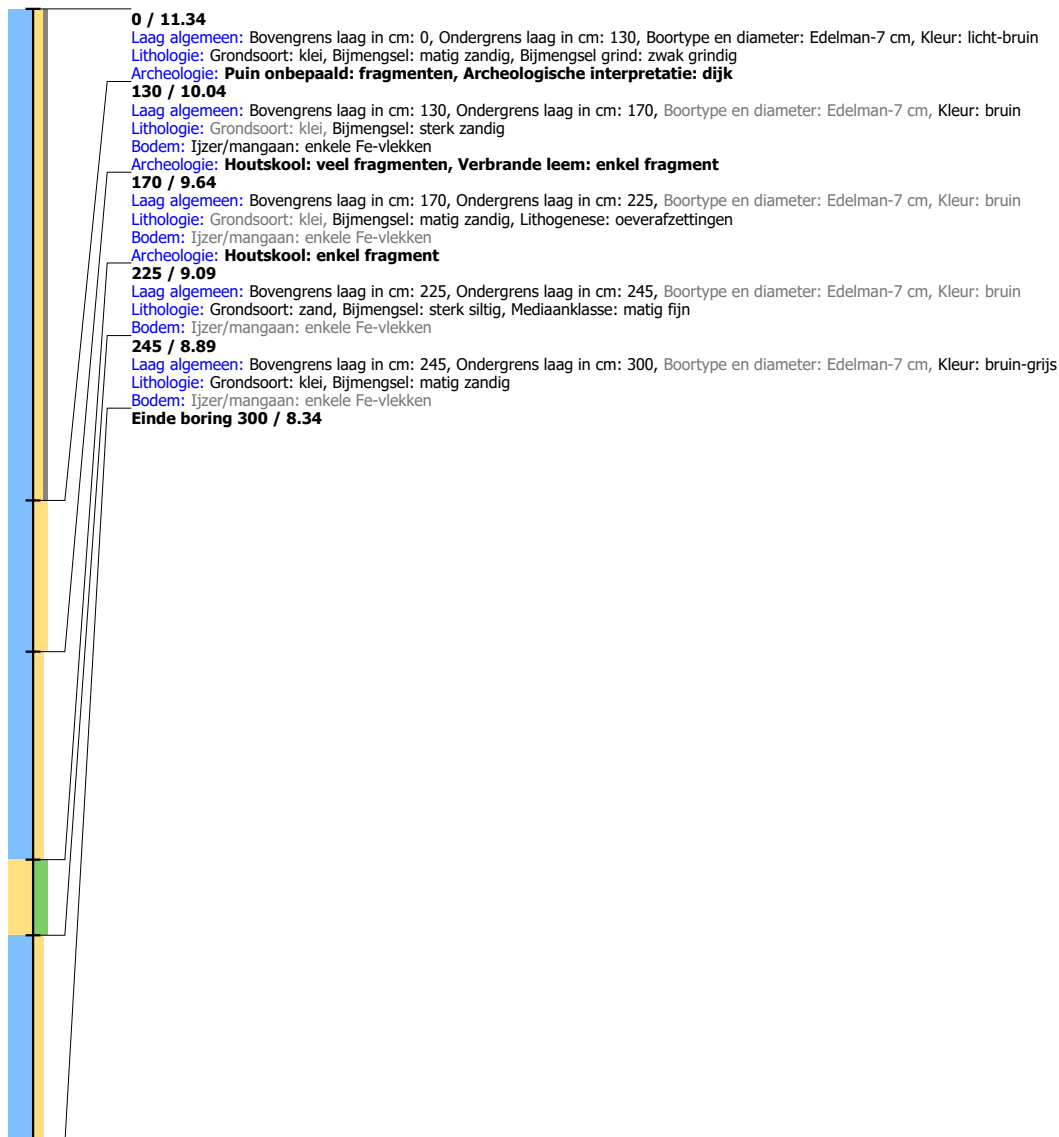 0 / 11.34
Laag algemeen: Bovengrens laag in cm: 0, Ondergrens laag in cm: 130, Boortype en diameter: Edelman-7 cm, Kleur: licht-bruin
Lithologie: Grondsoort: klei, Bijmengsel: matig zandig, Bijmengsel grind: zwak grindig
Archeologie: Puin onbepaald: fragmenten, Archeologische interpretatie: dijk
130 / 10.04
Laag algemeen: Bovengrens laag in cm: 130, Ondergrens laag in cm: 170, Boortype en diameter: Edelman-7 cm, Kleur: bruin
Lithologie: Grondsoort: klei, Bijmengsel: sterk zandig
Bodem: Ijzer/mangaan: enkele Fe-vlekken
Archeologie: Houtskool: veel fragmenten, Verbrande leem: enkel fragment
170 / 9.64
Laag algemeen: Bovengrens laag in cm: 170, Ondergrens laag in cm: 225, Boortype en diameter: Edelman-7 cm, Kleur: bruin
Lithologie: Grondsoort: klei, Bijmengsel: matig zandig, Lithogenese: oeverafzettingen
Bodem: Ijzer/mangaan: enkele Fe-vlekken
Archeologie: Houtskool: enkel fragment
225 / 9.09
Laag algemeen: Bovengrens laag in cm: 225, Ondergrens laag in cm: 245, Boortype en diameter: Edelman-7 cm, Kleur: bruin
Lithologie: Grondsoort: zand, Bijmengsel: sterk siltig, Mediaanklasse: matig fijn
Bodem: Ijzer/mangaan: enkele Fe-vlekken
245 / 8.89
Laag algemeen: Bovengrens laag in cm: 245, Ondergrens laag in cm: 300, Boortype en diameter: Edelman-7 cm, Kleur: bruin-grijs
Lithologie: Grondsoort: klei, Bijmengsel: matig zandig
Bodem: Ijzer/mangaan: enkele Fe-vlekken
Einde boring 300 / 8.34